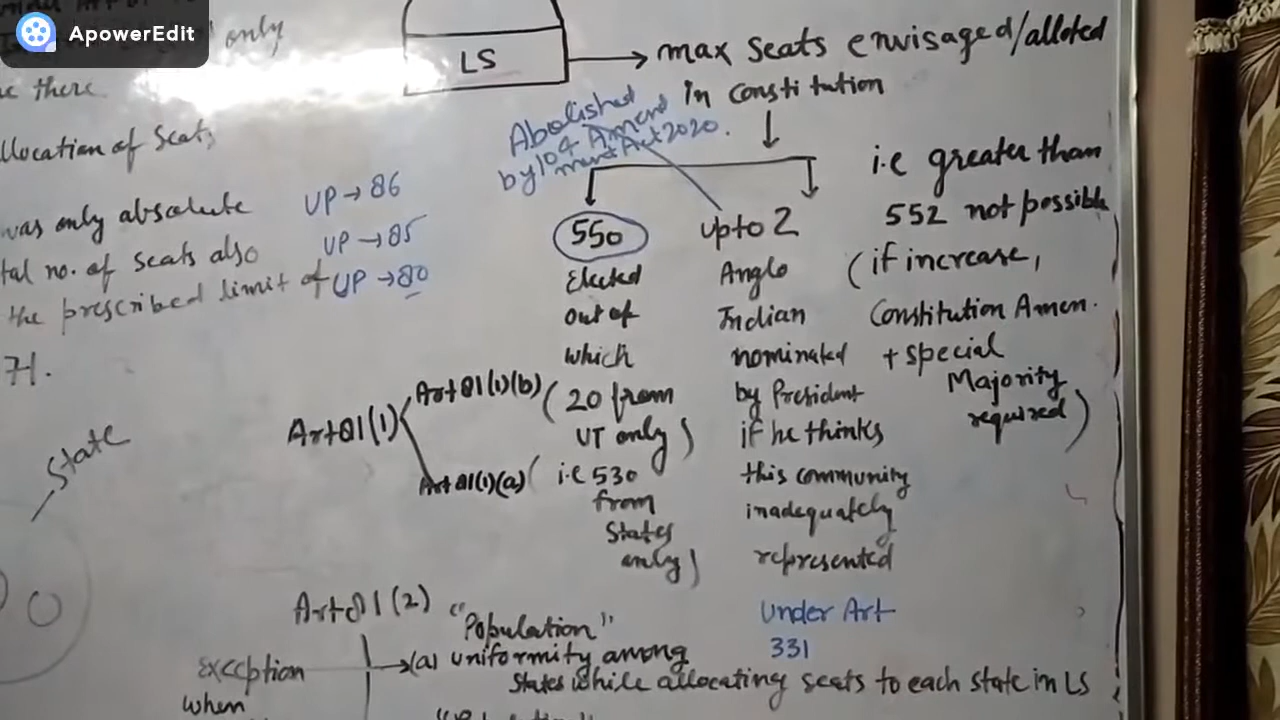 ApowerEdit
only
there
LS
max seats envisaged/alloted
in constitution
Abolished
by 104 Amend
ment Act 2020.
llocation of seats
was only absolute
tal no. of seats also
the prescribed limit of
71.
UP → 86
UP → 85
UP → 80
550
Elected
out of
which
(20 from
UT only)
(i.e 530
from
States
only)
upto 2
Anglo
Indian
nominated
by President
if he thinks
this community
inadequately
represented
under Art
331
i.e greater than
552 not possible
(if increase,
Constitution Amen.
+ special
Majority
required)
Art 81(1)
Art 81(1)(b)
Art 81(1)(a)
State
Art 81(2)
"Population"
Exception
when
(a) uniformity among
States while allocating seats to each state in LS